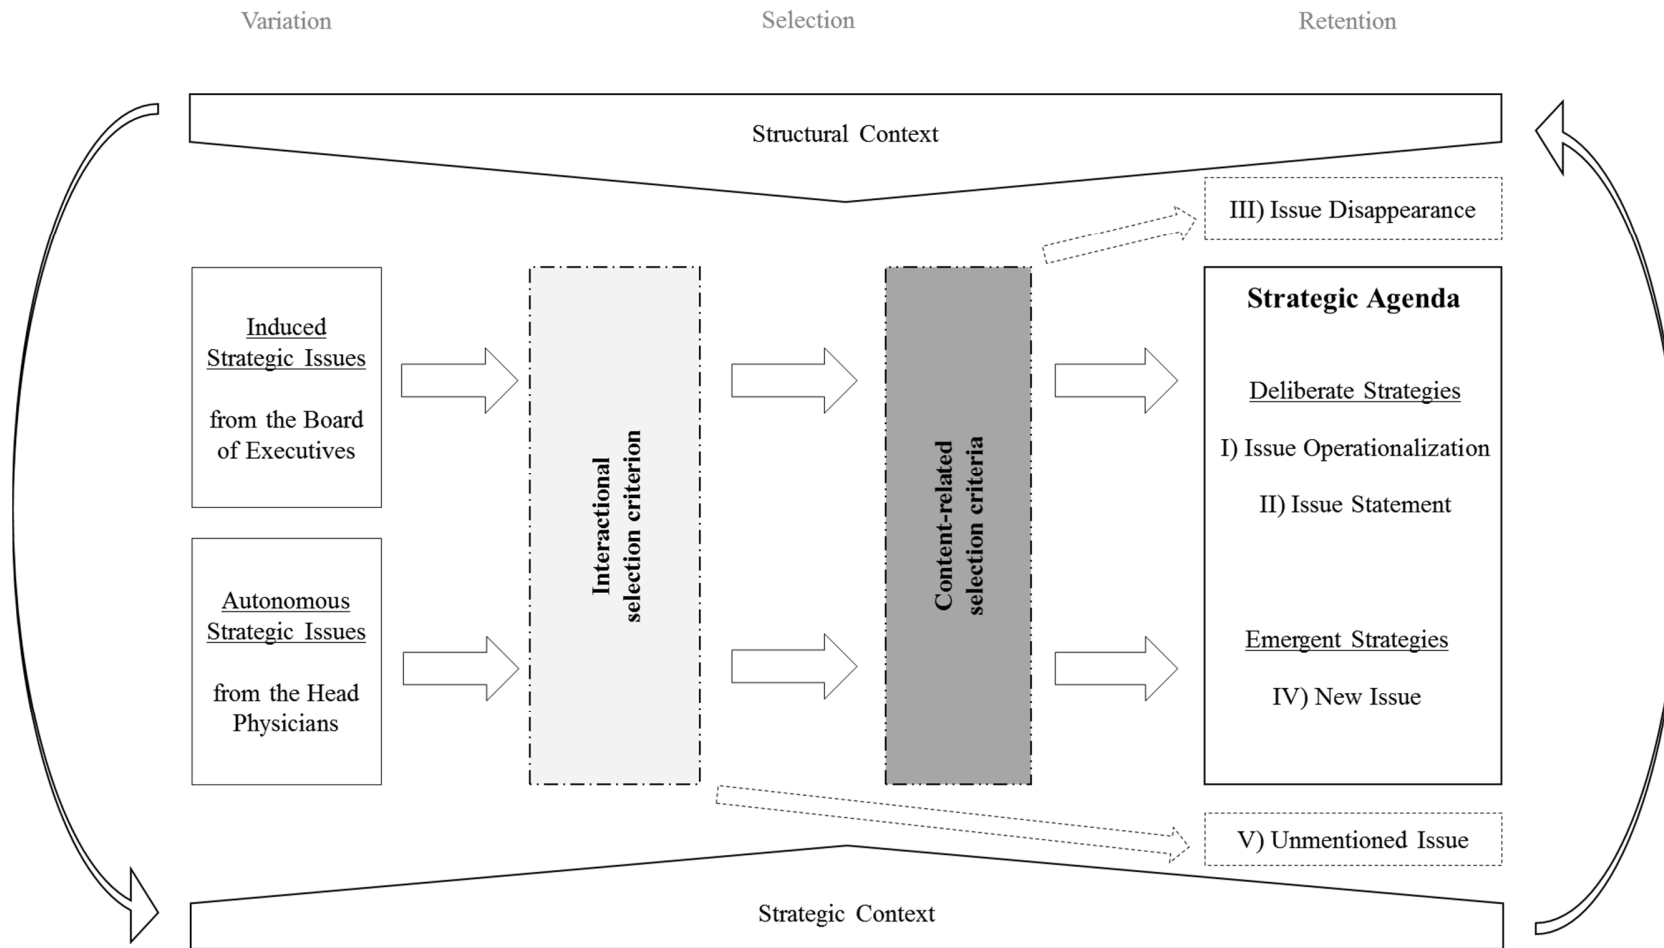 Variation
Selection
Retention
Structural Context
III) Issue Disappearance
Induced
Strategic Issues
from the Board
of Executives
Autonomous
Strategic Issues
from the Head
Physicians
Interactional
selection criterion
Content-related
selection criteria
Strategic Agenda
Deliberate Strategies
I) Issue Operationalization
II) Issue Statement
Emergent Strategies
IV) New Issue
V) Unmentioned Issue
Strategic Context